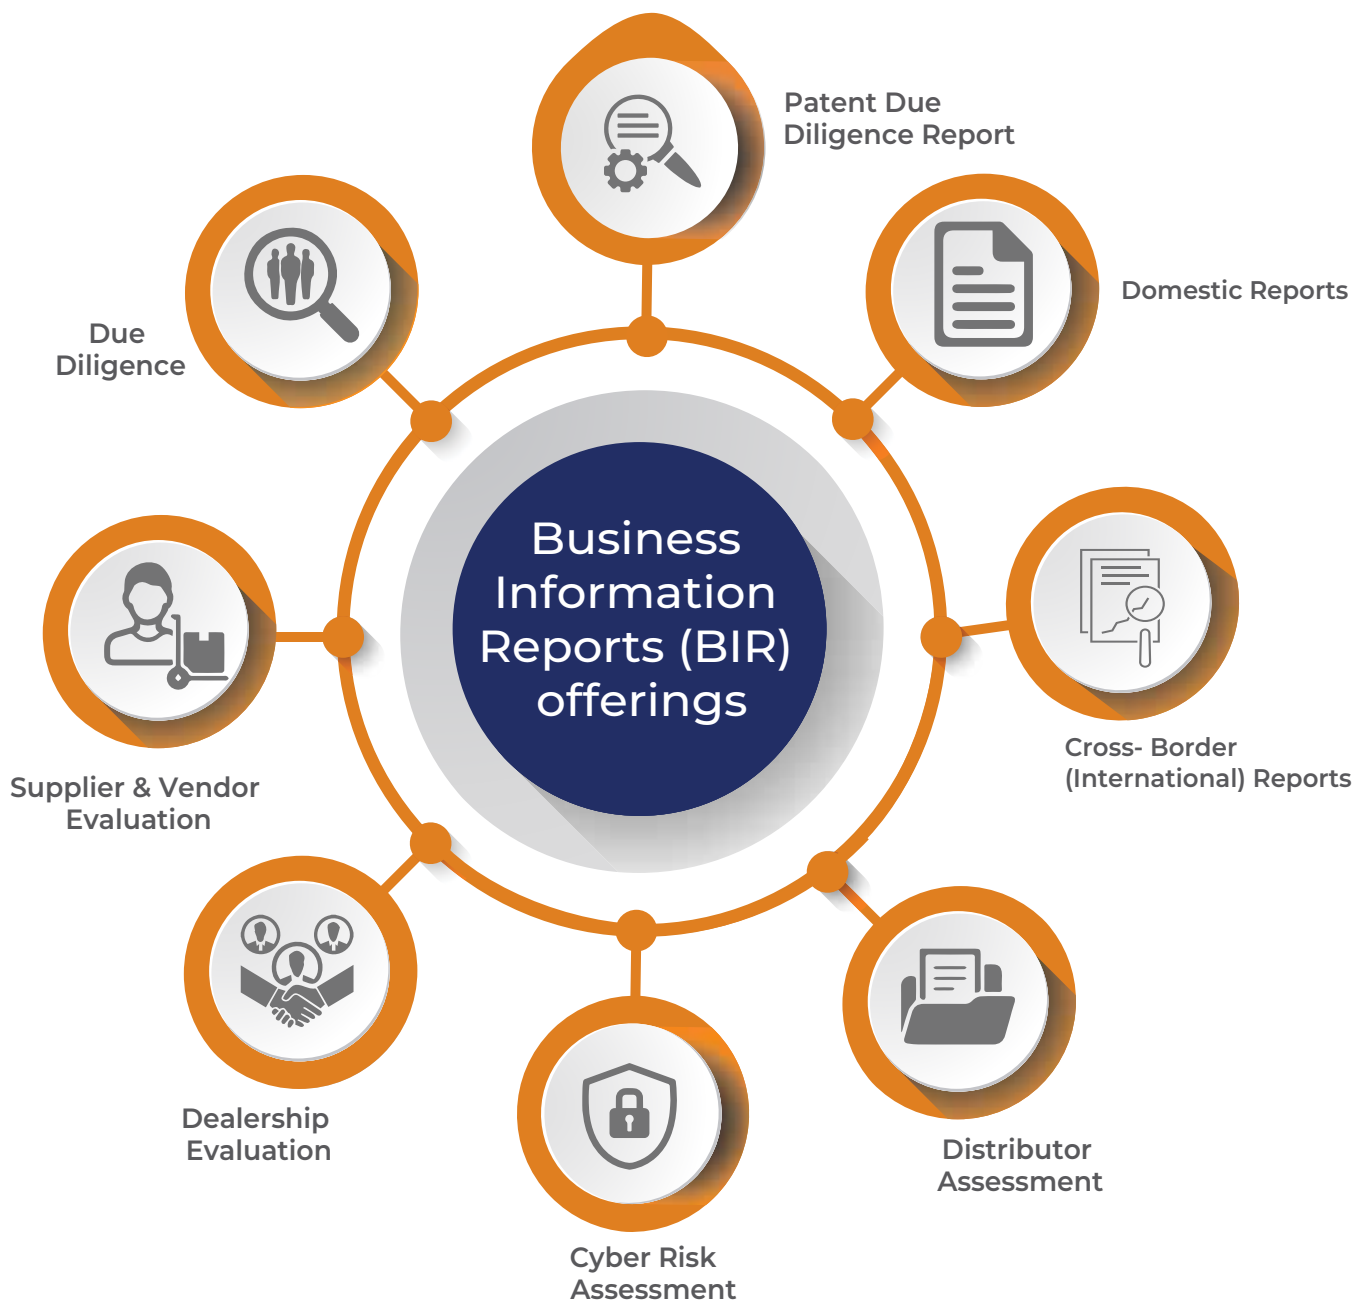 Patent Due
Diligence Report
Domestic Reports
Due
Diligence
Business
Information
Reports (BIR)
offerings
Cross- Border
(International) Reports
Supplier & Vendor
Evaluation
Dealership
Evaluation
Distributor
Assessment
Cyber Risk
Assessment